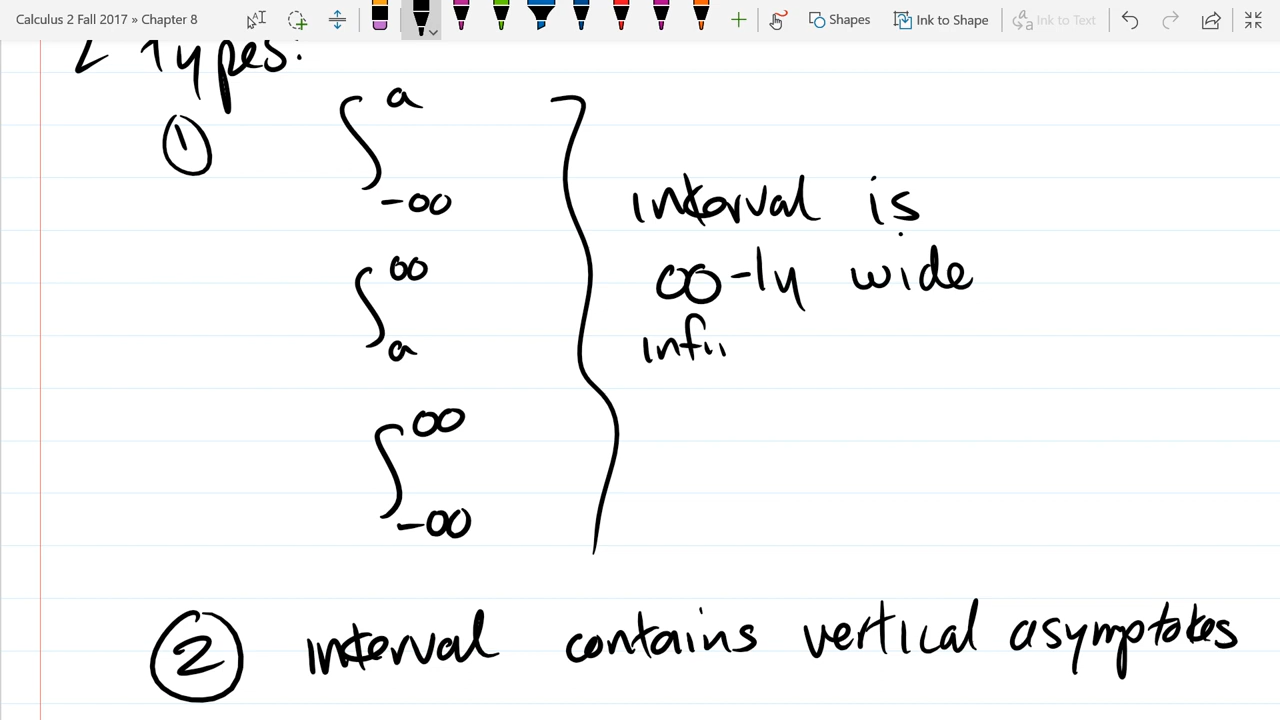 Calculus 2 Fall 2017 » Chapter 8
Shapes
Ink to Shape
Ink to Text
2 Types:
①
∫ a -∞
interval is
∞-ly wide
∫ ∞ a
infi
∫ ∞ -∞
② interval contains vertical asymptotes